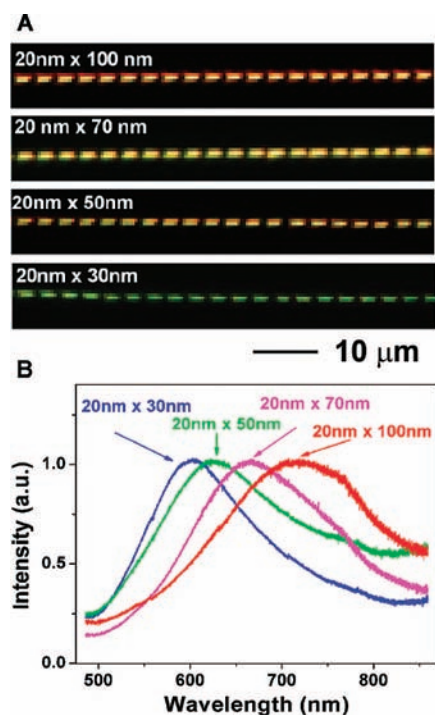 A
20nm x 100 nm
20 nm x 70 nm
20nm x 50nm
20nm x 30nm
10 μm
B
20nm x 30nm
20nm x 50nm
20nm x 70nm
20nm x 100nm
1.0
0.5
0.0
Intensity (a.u.)
500 600 700 800
Wavelength (nm)